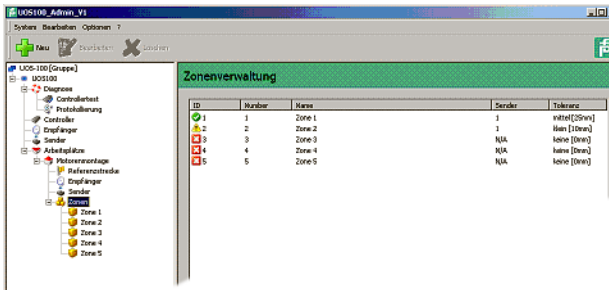 UOS100_Admin_V1
System Bearbeiten Optionen ?
Neu Bearbeiten Löschen
UOS-100 [Gruppe]
UOS100
Diagnose
Controllertest
Protokollierung
Controller
Empfänger
Sender
Arbeitsplätze
Motorenmontage
Referenzstrecke
Empfänger
Sender
Zonen
Zone 1
Zone 2
Zone 3
Zone 4
Zone 5
Zonenverwaltung
ID Number Name Sender Toleranz
1 1 Zone 1 1 mittel [25mm]
2 2 Zone 2 1 klein [10mm]
3 3 Zone 3 N/A keine [0mm]
4 4 Zone 4 N/A keine [0mm]
5 5 Zone 5 N/A keine [0mm]